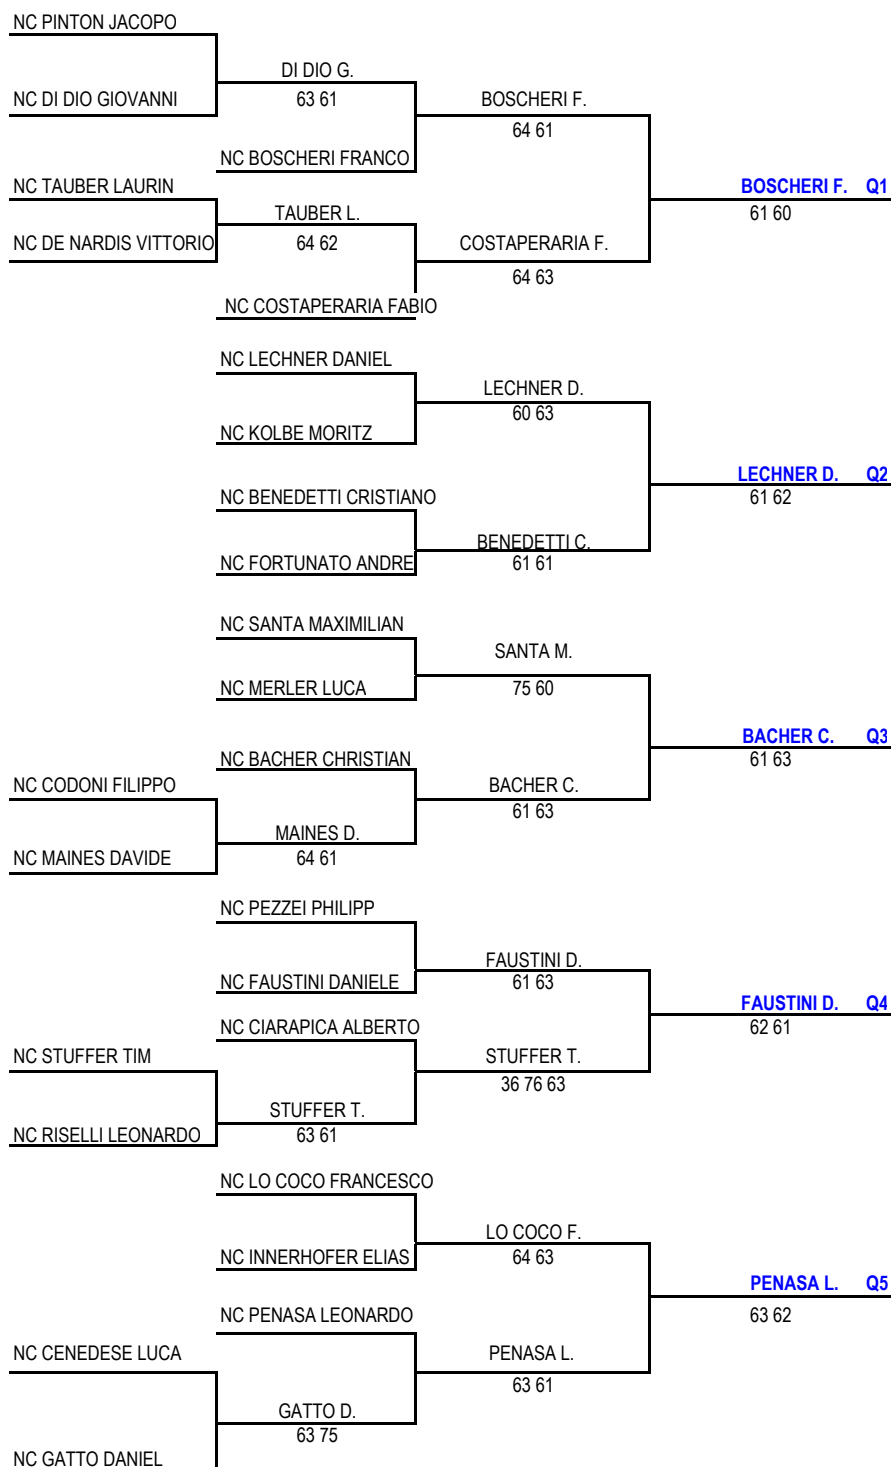 NC PINTON JACOPO
DI DIO G.
NC DI DIO GIOVANNI
63 61
BOSCHERI F.
64 61
NC BOSCHERI FRANCO
NC TAUBER LAURIN
BOSCHERI F. Q1
61 60
TAUBER L.
NC DE NARDIS VITTORIO
64 62
COSTAPERARIA F.
64 63
NC COSTAPERARIA FABIO
NC LECHNER DANIEL
LECHNER D.
60 63
NC KOLBE MORITZ
LECHNER D. Q2
61 62
NC BENEDETTI CRISTIANO
BENEDETTI C.
NC FORTUNATO ANDRE
61 61
NC SANTA MAXIMILIAN
SANTA M.
NC MERLER LUCA
75 60
BACHER C. Q3
61 63
NC BACHER CHRISTIAN
NC CODONI FILIPPO
BACHER C.
61 63
MAINES D.
NC MAINES DAVIDE
64 61
NC PEZZEI PHILIPP
FAUSTINI D.
NC FAUSTINI DANIELE
61 63
FAUSTINI D. Q4
62 61
NC CIARAPICA ALBERTO
NC STUFFER TIM
STUFFER T.
36 76 63
STUFFER T.
NC RISELLI LEONARDO
63 61
NC LO COCO FRANCESCO
LO COCO F.
NC INNERHOFER ELIAS
64 63
PENASA L. Q5
63 62
NC PENASA LEONARDO
NC CENEDESE LUCA
PENASA L.
63 61
GATTO D.
63 75
NC GATTO DANIEL